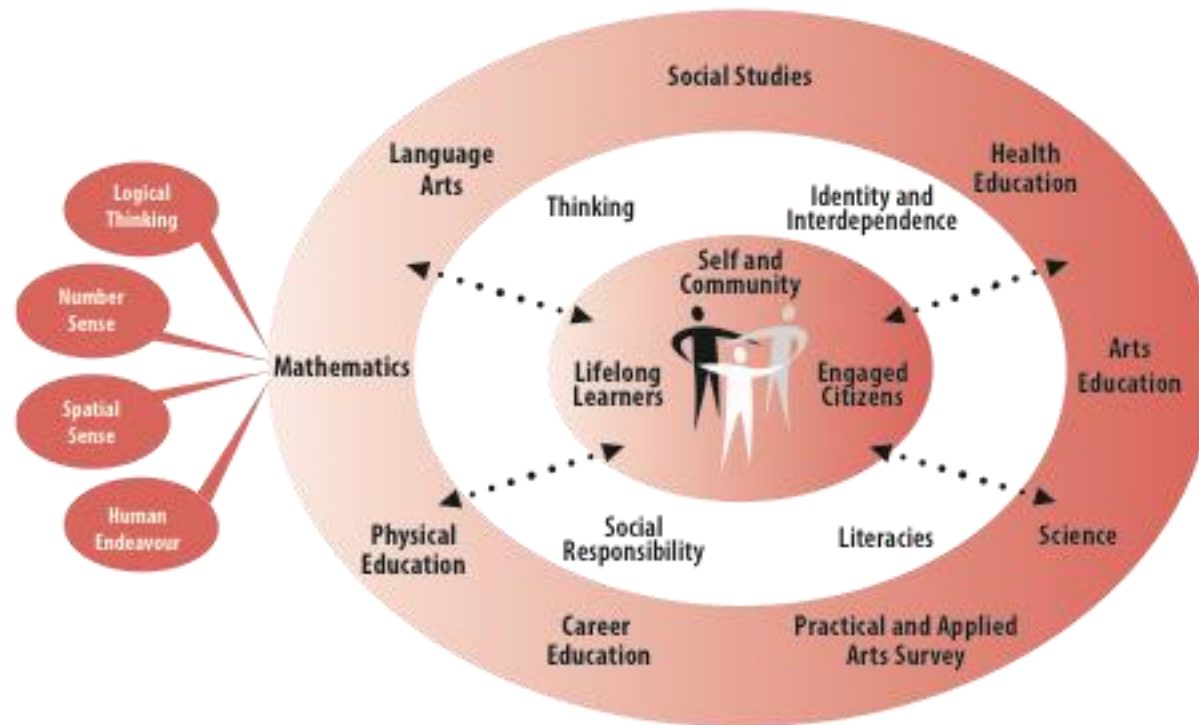 Social Studies
Language
Arts
Health
Education
Logical
Thinking
Thinking
Identity and
Interdependence
Self and
Community
Number
Sense
Mathematics
Lifelong
Learners
Engaged
Citizens
Arts
Education
Spatial
Sense
Human
Endeavour
Physical
Education
Social
Responsibility
Literacies
Science
Career
Education
Practical and Applied
Arts Survey